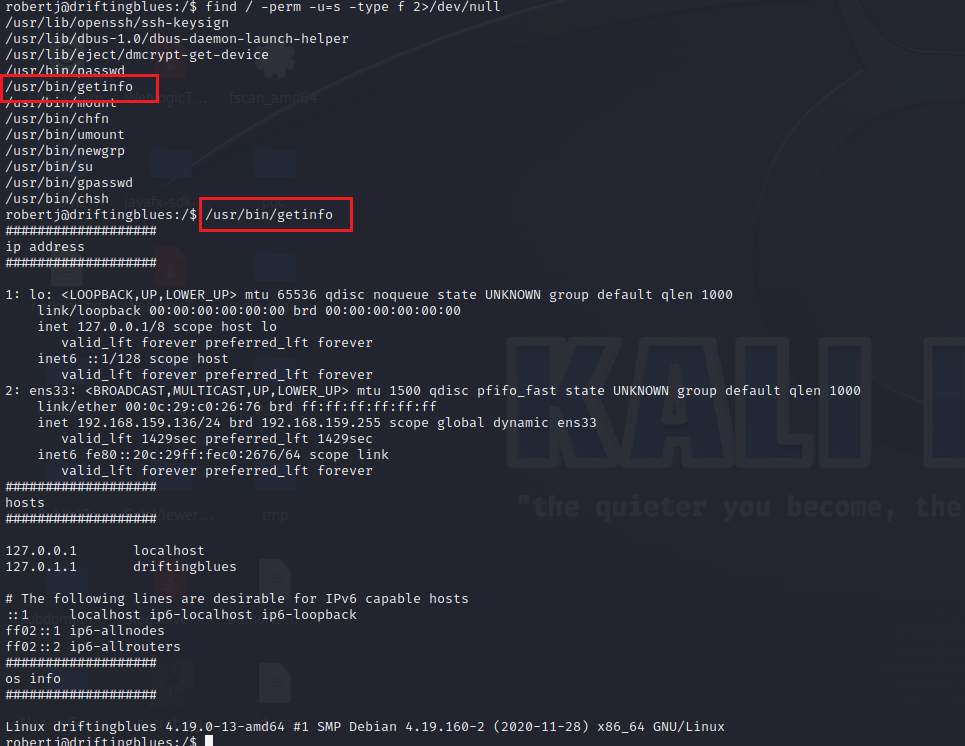 robertj@driftingblues:/$ find / -perm -u=s -type f 2>/dev/null
/usr/lib/openssh/ssh-keysign
/usr/lib/dbus-1.0/dbus-daemon-launch-helper
/usr/lib/eject/dmcrypt-get-device
/usr/bin/passwd
/usr/bin/getinfo
/usr/bin/mount
fscan_amd64
/usr/bin/chfn
/usr/bin/umount
/usr/bin/newgrp
/usr/bin/su
/usr/bin/gpasswd
/usr/bin/chsh
robertj@driftingblues:/$ /usr/bin/getinfo
###################
ip address
###################
1: lo: <LOOPBACK,UP,LOWER_UP> mtu 65536 qdisc noqueue state UNKNOWN group default qlen 1000
    link/loopback 00:00:00:00:00:00 brd 00:00:00:00:00:00
    inet 127.0.0.1/8 scope host lo
       valid_lft forever preferred_lft forever
    inet6 ::1/128 scope host
       valid_lft forever preferred_lft forever
2: ens33: <BROADCAST,MULTICAST,UP,LOWER_UP> mtu 1500 qdisc pfifo_fast state UNKNOWN group default qlen 1000
    link/ether 00:0c:29:c0:26:76 brd ff:ff:ff:ff:ff:ff
    inet 192.168.159.136/24 brd 192.168.159.255 scope global dynamic ens33
       valid_lft 1429sec preferred_lft 1429sec
    inet6 fe80::20c:29ff:fec0:2676/64 scope link
       valid_lft forever preferred_lft forever
KALI
###################
hosts
###################
tmp
"the quieter you become, the
127.0.0.1       localhost
127.0.1.1       driftingblues
# The following lines are desirable for IPv6 capable hosts
::1     localhost ip6-localhost ip6-loopback
ff02::1 ip6-allnodes
ff02::2 ip6-allrouters
###################
os info
###################
Linux driftingblues 4.19.0-13-amd64 #1 SMP Debian 4.19.160-2 (2020-11-28) x86_64 GNU/Linux
robertj@driftingblues:/$